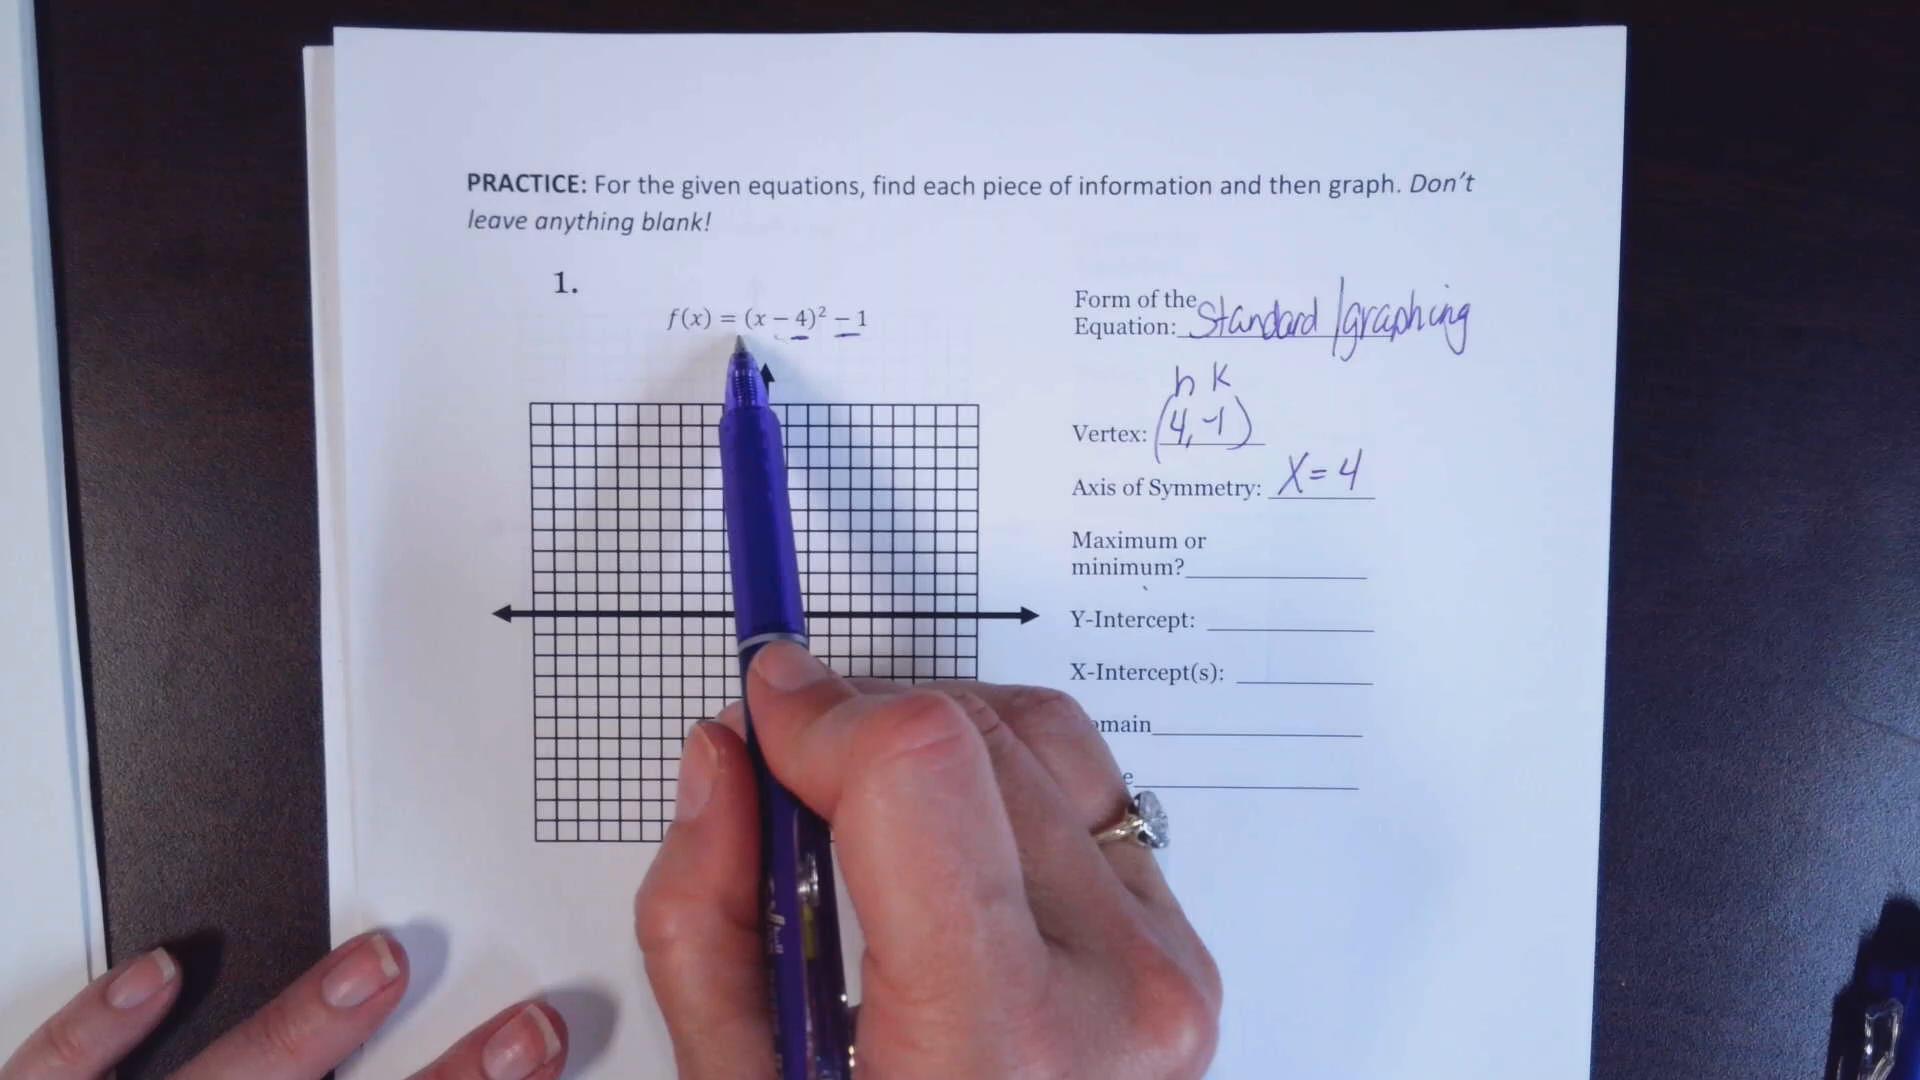 PRACTICE: For the given equations, find each piece of information and then graph. Don't
leave anything blank!
1.
f(x) = (x − 4)² − 1
Form of the
Equation: Standard/graphing
h k
Vertex: (4, -1)
Axis of Symmetry: X = 4
Maximum or
minimum?
Y-Intercept:
X-Intercept(s):
main
e